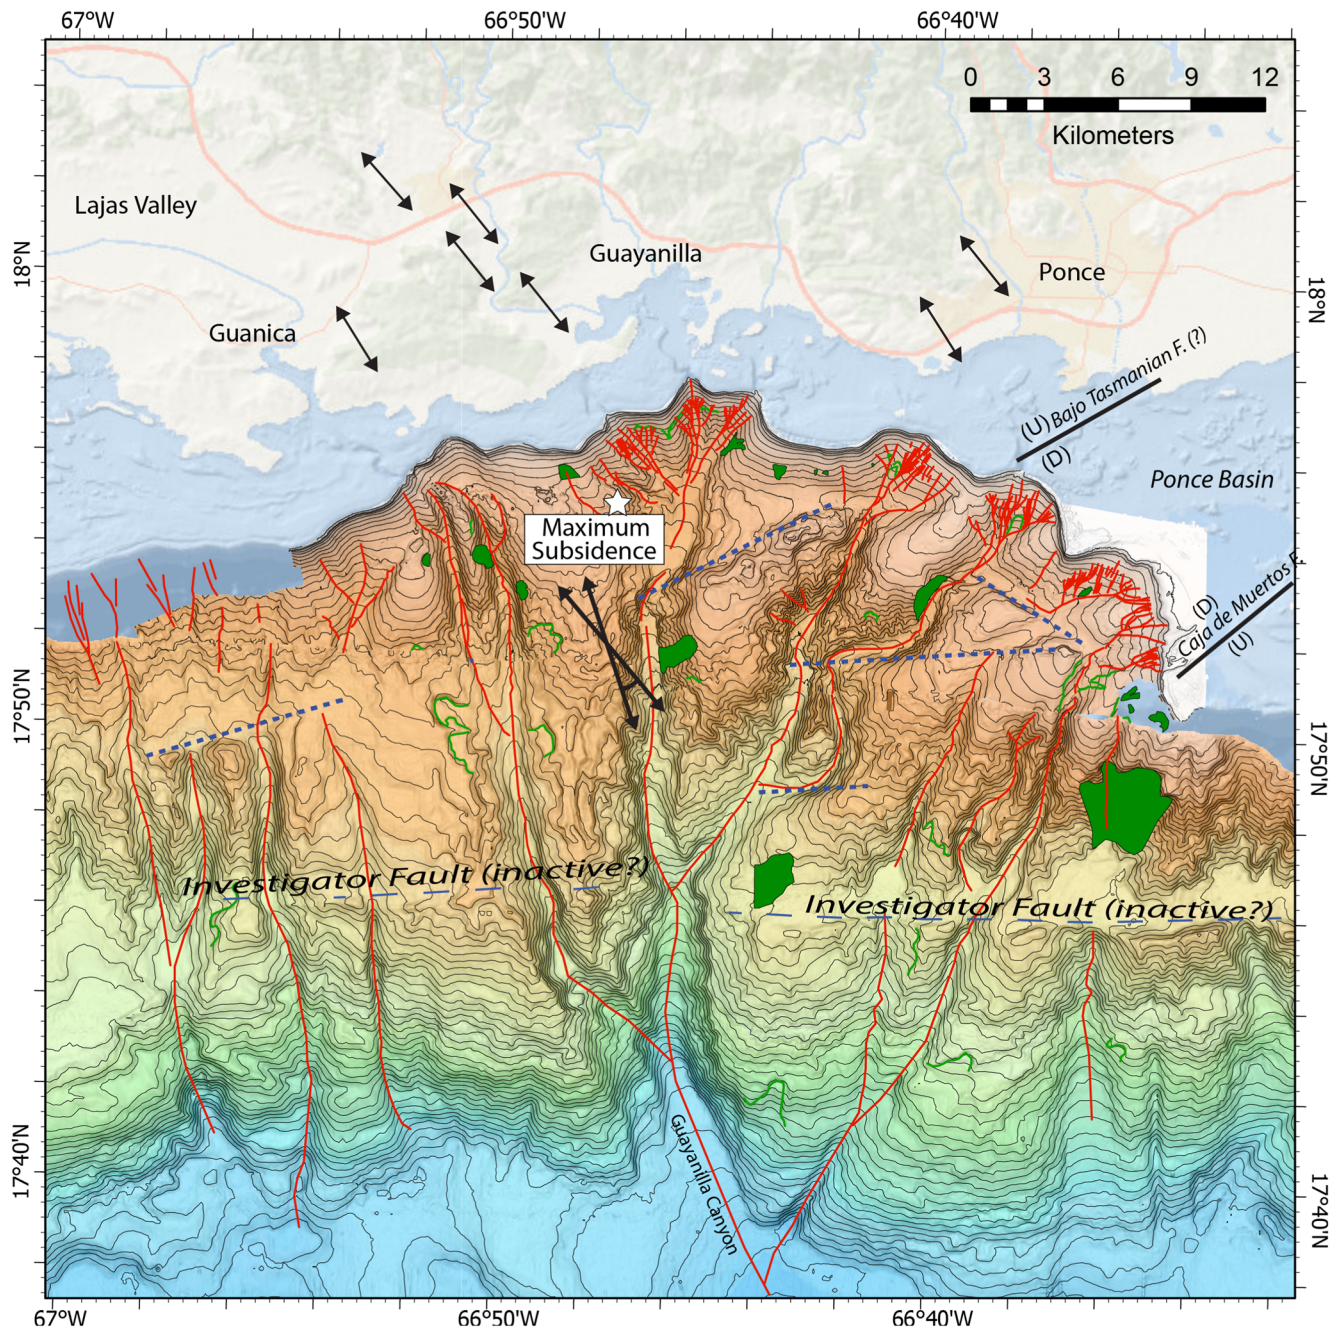 67°W
66°50'W
66°40'W
0 3 6 9 12
Kilometers
Lajas Valley
Guayanilla
Ponce
Guanica
18°N
18°N
Bajo Tasmanian F. (?)
(U)
(D)
Ponce Basin
Maximum
Subsidence
Caja de Muertos F.
(D)
(U)
17°50'N
17°50'N
Investigator Fault (inactive?)
Investigator Fault (inactive?)
Guayanilla Canyon
17°40'N
17°40'N
67°W
66°50'W
66°40'W